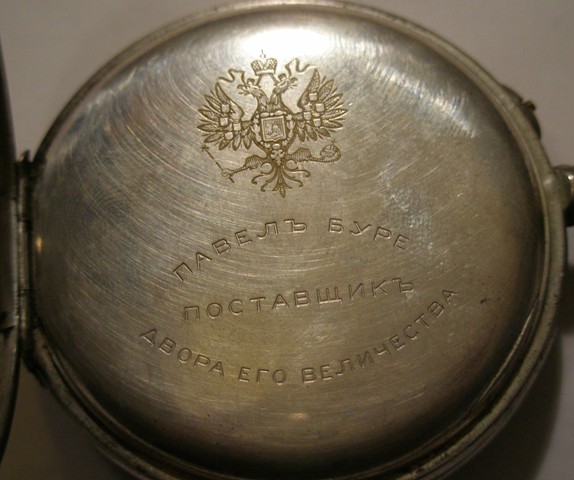 ПАВЕЛЪ БУРЕ
ПОСТАВЩИКЪ
ДВОРА ЕГО ВЕЛИЧЕСТВА